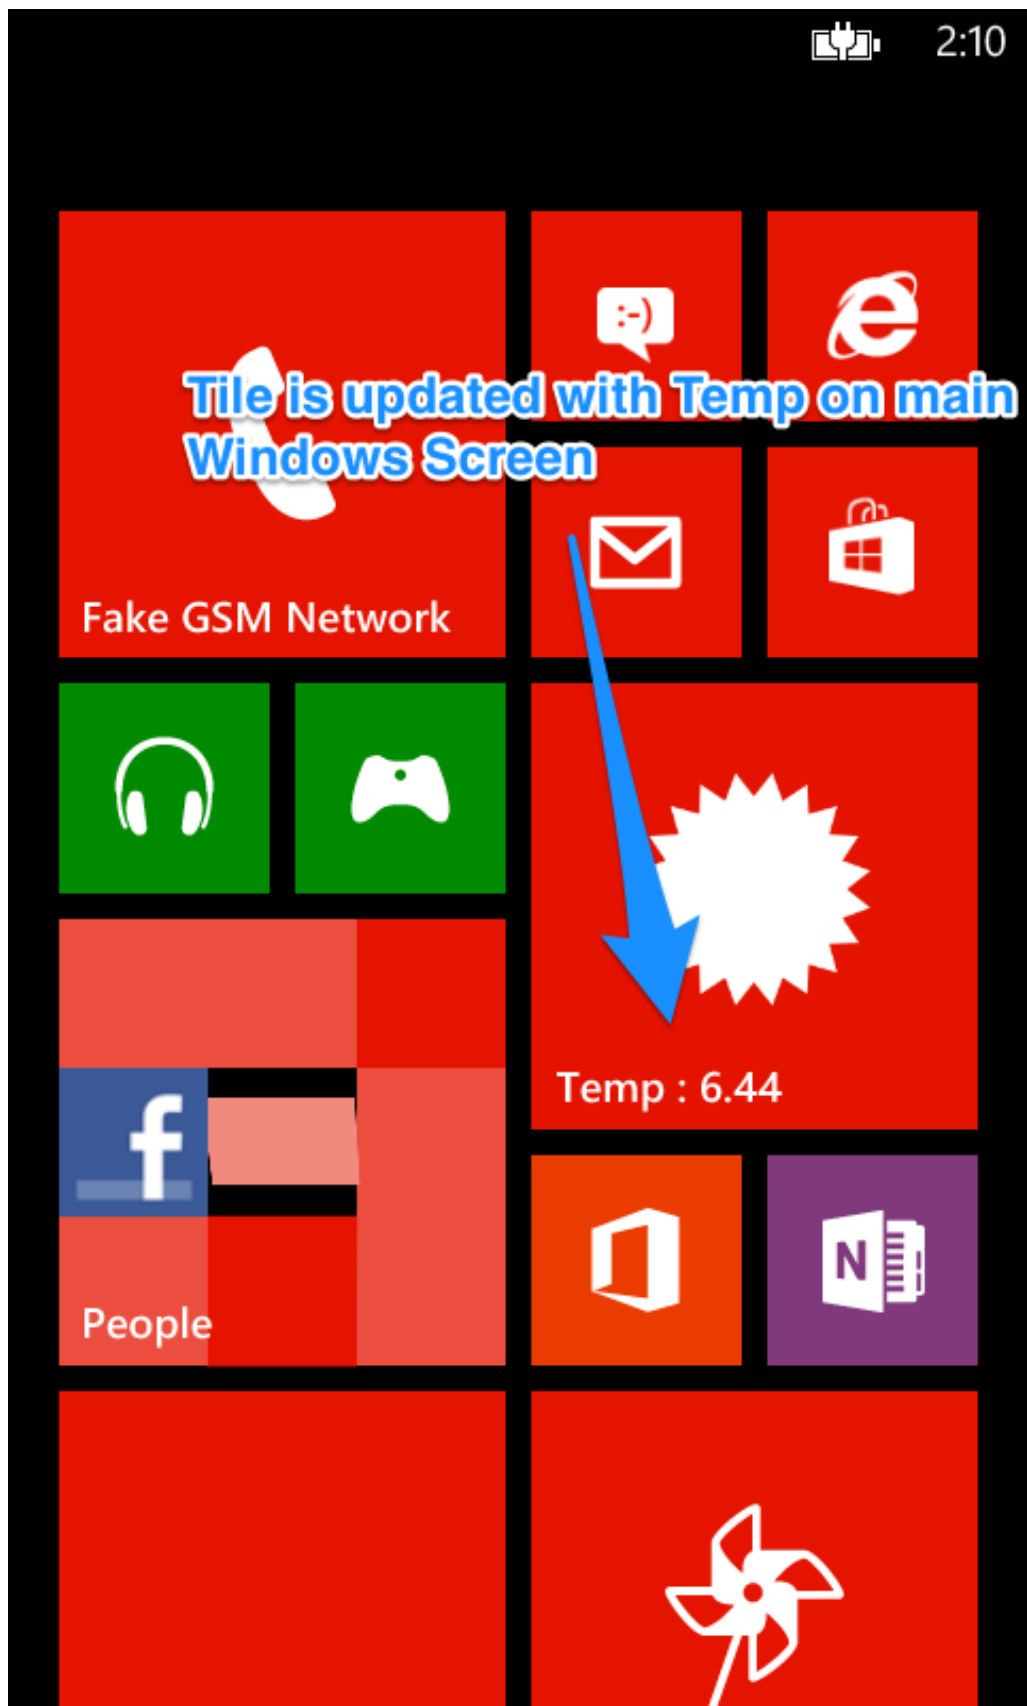 2:10
:-)
Tile is updated with Temp on main
Windows Screen
Fake GSM Network
Temp : 6.44
f
N
People